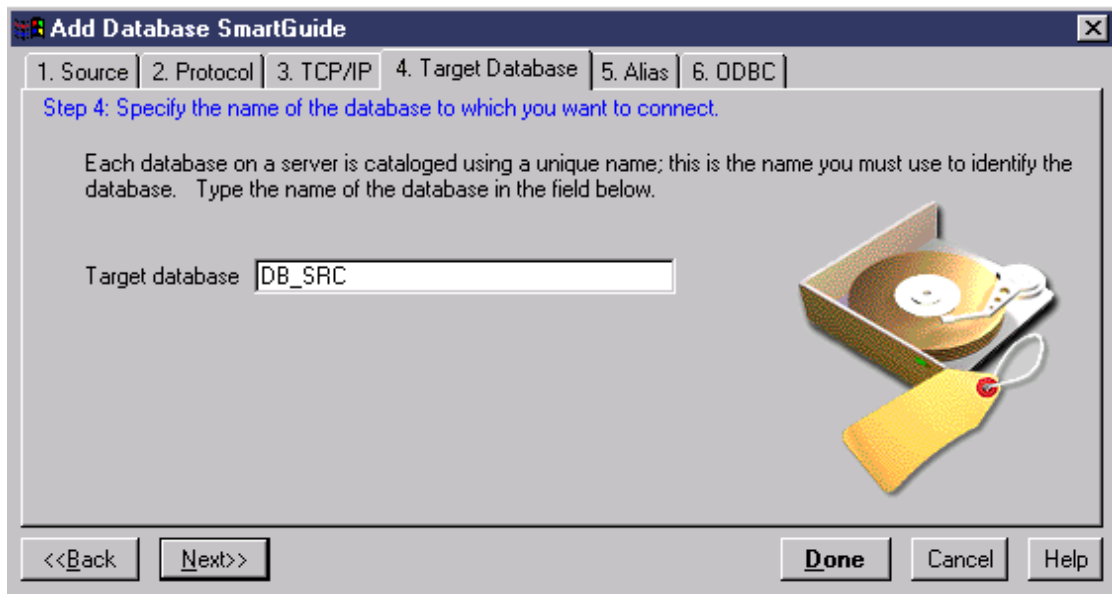 Add Database SmartGuide
1. Source 2. Protocol 3. TCP/IP 4. Target Database 5. Alias 6. ODBC
Step 4: Specify the name of the database to which you want to connect.
Each database on a server is cataloged using a unique name; this is the name you must use to identify the
database. Type the name of the database in the field below.
Target database DB_SRC
<<Back Next>> Done Cancel Help